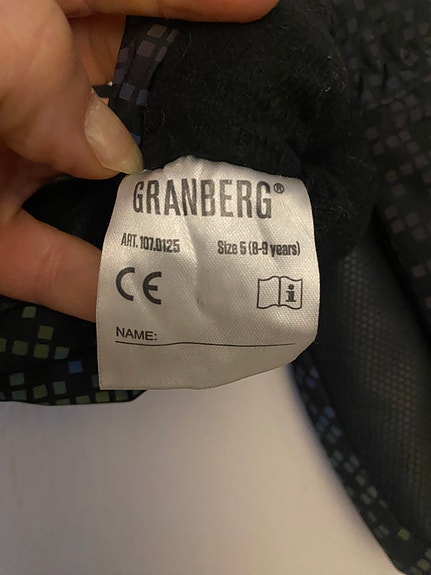 GRANBERG®
ART. 107.0125 Size 5 (8-9 years)
CE
i
NAME: